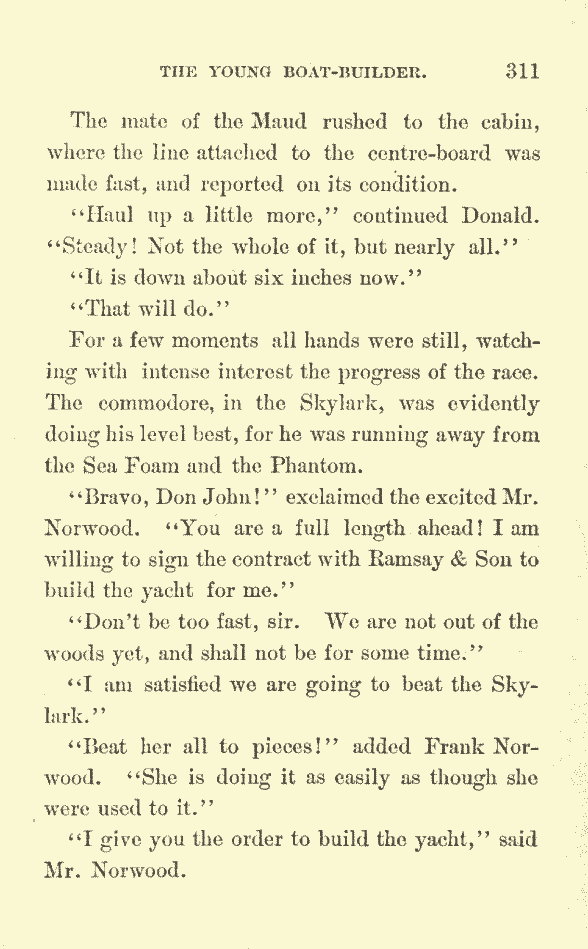 THE YOUNG BOAT-BUILDER. 311
The mate of the Maud rushed to the cabin,
where the line attached to the centre-board was
made fast, and reported on its condition.
"Haul up a little more," continued Donald.
"Steady! Not the whole of it, but nearly all."
"It is down about six inches now."
"That will do."
For a few moments all hands were still, watch-
ing with intense interest the progress of the race.
The commodore, in the Skylark, was evidently
doing his level best, for he was running away from
the Sea Foam and the Phantom.
"Bravo, Don John!" exclaimed the excited Mr.
Norwood. "You are a full length ahead! I am
willing to sign the contract with Ramsay & Son to
build the yacht for me."
"Don't be too fast, sir. We are not out of the
woods yet, and shall not be for some time."
"I am satisfied we are going to beat the Sky-
lark."
"Beat her all to pieces!" added Frank Nor-
wood. "She is doing it as easily as though she
were used to it."
"I give you the order to build the yacht," said
Mr. Norwood.